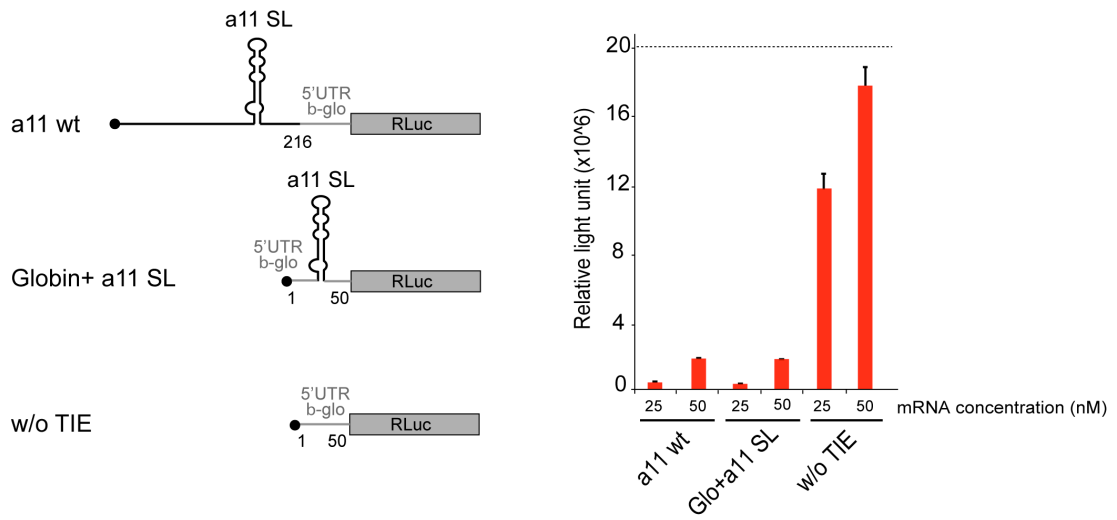 a11 SL
5'UTR
b-glo
a11 wt
RLuc
216
a11 SL
5'UTR
b-glo
Globin+ a11 SL
RLuc
1
50
5'UTR
b-glo
w/o TIE
RLuc
1
50
Relative light unit (x10^6)
20
16
12
8
4
0
25 50 25 50 25 50 mRNA concentration (nM)
a11 wt
Glo+a11 SL
w/o TIE